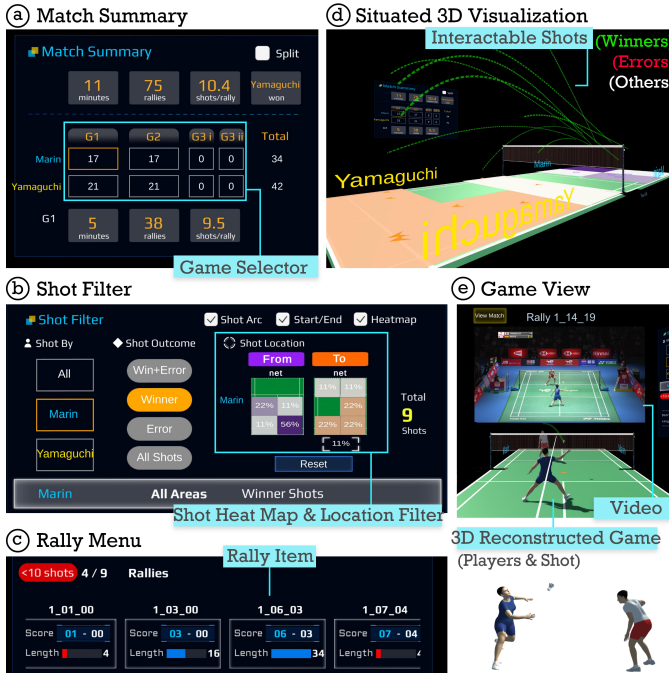 a Match Summary
Match Summary
Split
11
minutes
75
rallies
10.4
shots/rally
Yamaguchi
won
G1 G2 G3 i G3 ii Total
Marin 17 17 0 0 34
Yamaguchi 21 21 0 0 42
G1
5
minutes
38
rallies
9.5
shots/rally
Game Selector
d Situated 3D Visualization
Interactable Shots
(Winners
(Errors
(Others
Match Summary
Marin
Yamaguchi
Yamaguchi
Yamaguchi
b Shot Filter
Shot Filter
Shot Arc
Start/End
Heatmap
Shot By
All
Marin
Yamaguchi
Shot Outcome
Win+Error
Winner
Error
All Shots
Shot Location
From To
net net
Marin
22% 11%
11% 56%
11% 11%
22%
22% 22%
11%
Total
9
Shots
Reset
Marin All Areas Winner Shots
Shot Heat Map & Location Filter
e Game View
View Match
Rally 1_14_19
Video
3D Reconstructed Game
(Players & Shot)
c Rally Menu
Rally Item
<10 shots 4 / 9 Rallies
1_01_00
Score 01 - 00
Length 4
1_03_00
Score 03 - 00
Length 16
1_06_03
Score 06 - 03
Length 34
1_07_04
Score 07 - 04
Length